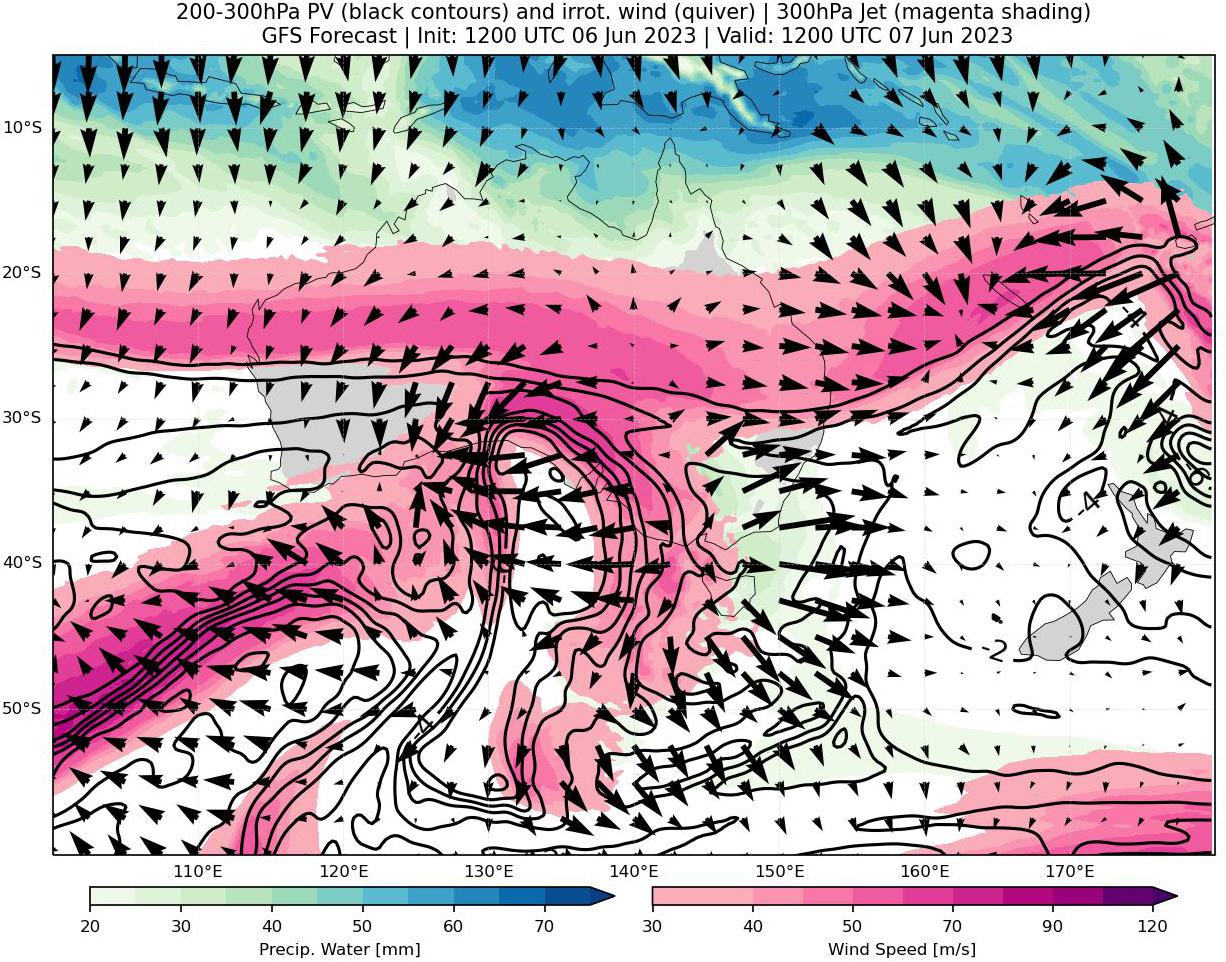 200-300hPa PV (black contours) and irrot. wind (quiver) | 300hPa Jet (magenta shading)
GFS Forecast | Init: 1200 UTC 06 Jun 2023 | Valid: 1200 UTC 07 Jun 2023
10°S
20°S
30°S
-4
40°S
-2
50°S
-4
110°E 120°E 130°E 140°E 150°E 160°E 170°E
20 30 40 50 60 70
30 40 50 70 90 120
Precip. Water [mm]
Wind Speed [m/s]